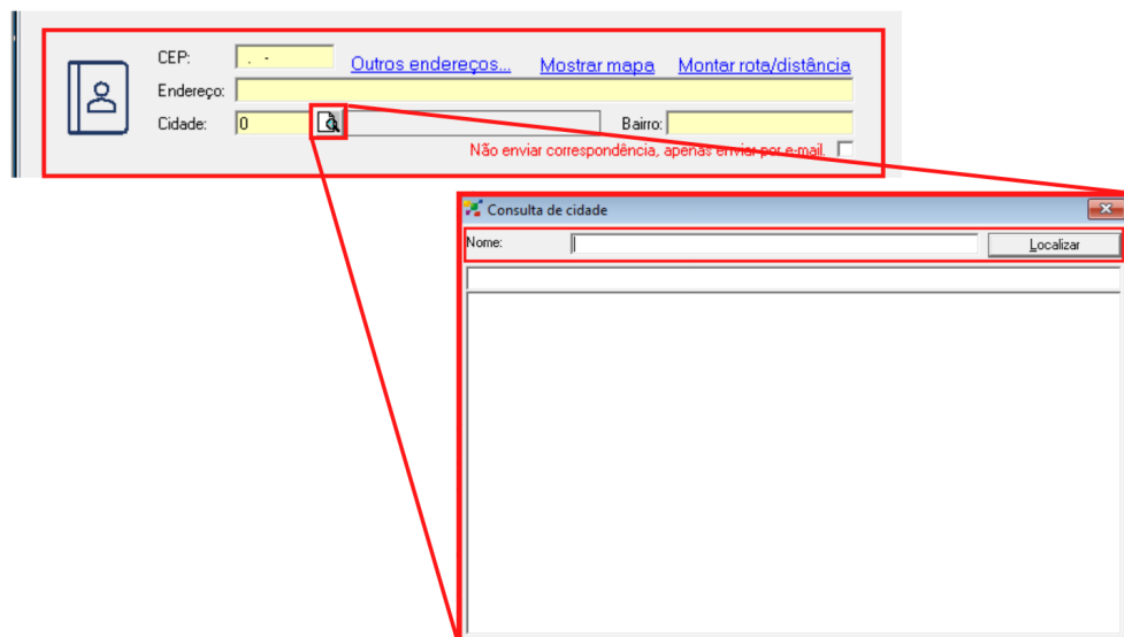 CEP: . - Outros endereços... Mostrar mapa Montar rota/distância
Endereço:
Cidade: 0 Bairro:
Não enviar correspondência, apenas enviar por e-mail.
Consulta de cidade
Nome: Localizar